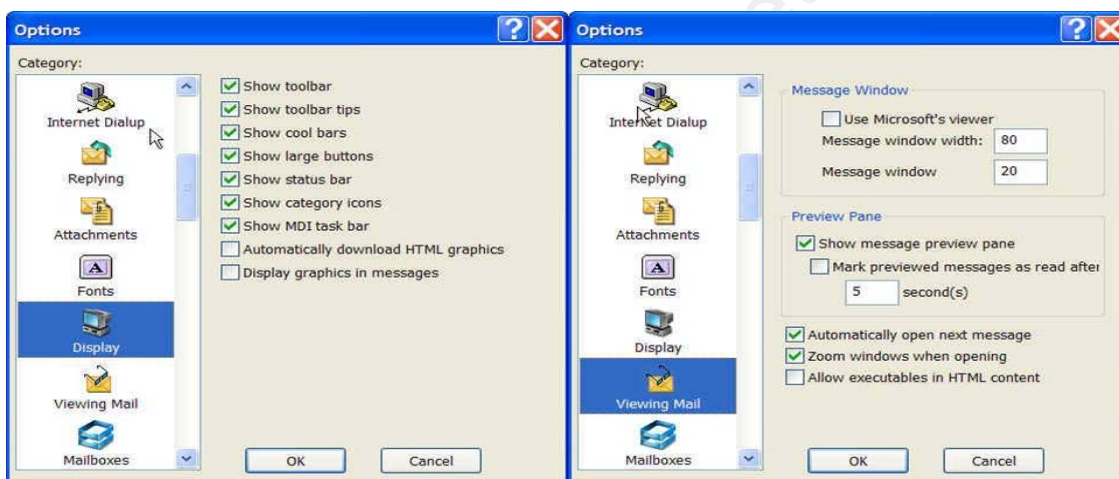 Options
Category:
Internet Dialup
Replying
Attachments
Fonts
Display
Viewing Mail
Mailboxes
Show toolbar
Show toolbar tips
Show cool bars
Show large buttons
Show status bar
Show category icons
Show MDI task bar
Automatically download HTML graphics
Display graphics in messages
OK
Cancel
Options
Category:
Internet Dialup
Replying
Attachments
Fonts
Display
Viewing Mail
Mailboxes
Message Window
Use Microsoft's viewer
Message window width: 80
Message window 20
Preview Pane
Show message preview pane
Mark previewed messages as read after
5 second(s)
Automatically open next message
Zoom windows when opening
Allow executables in HTML content
OK
Cancel